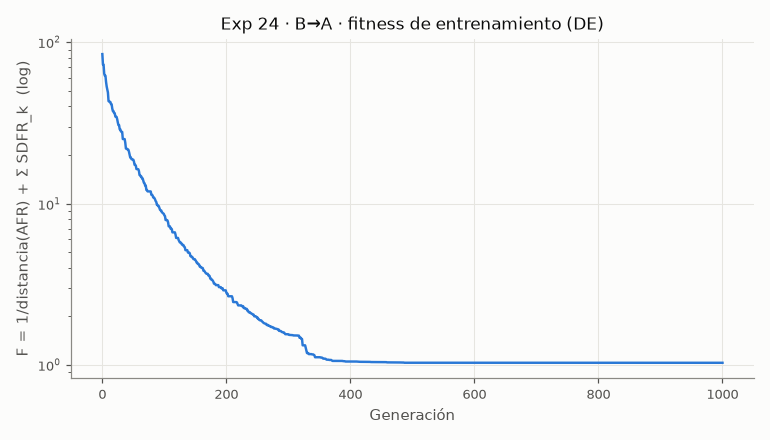 Exp 24 · B→A · fitness de entrenamiento (DE)
F = 1/distancia(AFR) + Σ SDFR_k (log)
10²
10¹
10⁰
0 200 400 600 800 1000
Generación